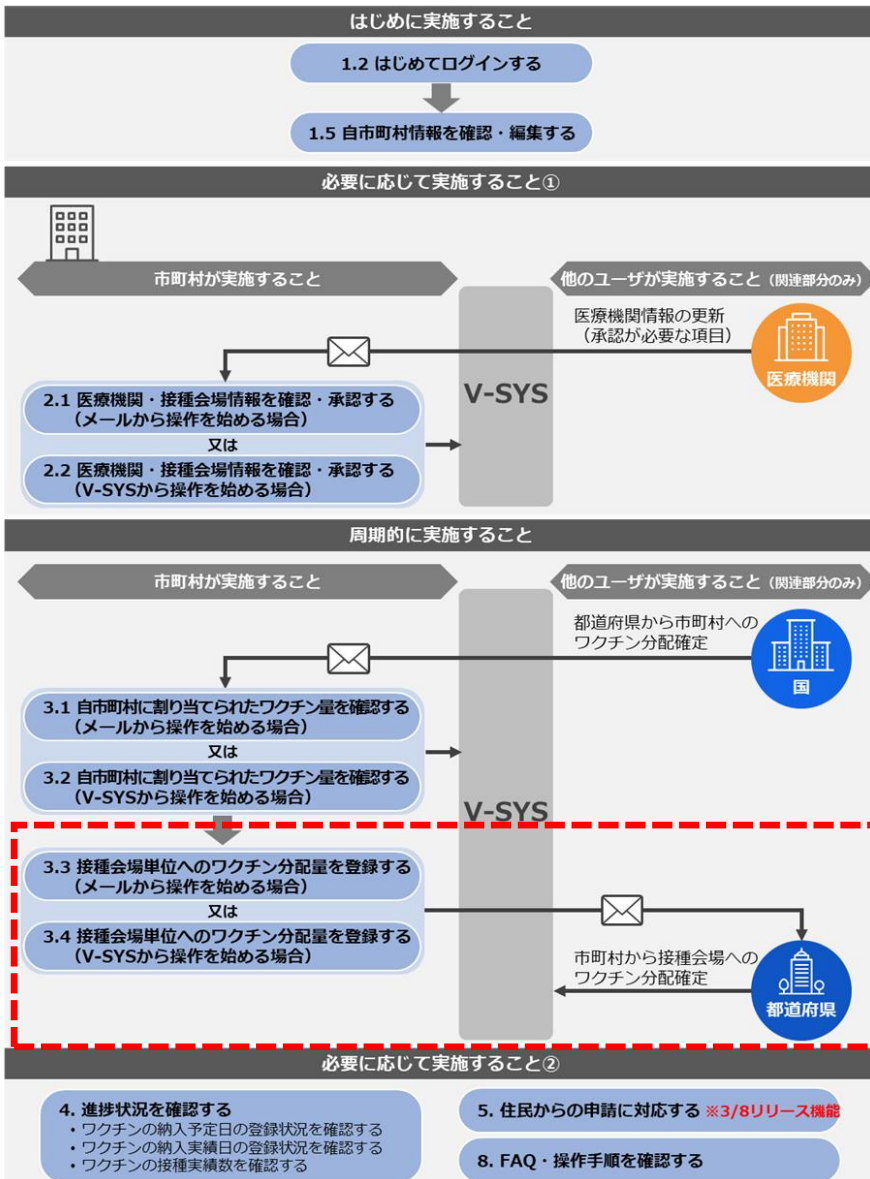 はじめに実施すること
1.2 はじめてログインする
1.5 自市町村情報を確認・編集する
必要に応じて実施すること①
市町村が実施すること
他のユーザが実施すること（関連部分のみ）
医療機関情報の更新
（承認が必要な項目）
医療機関
V-SYS
2.1 医療機関・接種会場情報を確認・承認する
（メールから操作を始める場合）
又は
2.2 医療機関・接種会場情報を確認・承認する
（V-SYSから操作を始める場合）
周期的に実施すること
市町村が実施すること
他のユーザが実施すること（関連部分のみ）
都道府県から市町村への
ワクチン分配確定
国
3.1 自市町村に割り当てられたワクチン量を確認する
（メールから操作を始める場合）
又は
3.2 自市町村に割り当てられたワクチン量を確認する
（V-SYSから操作を始める場合）
V-SYS
3.3 接種会場単位へのワクチン分配量を登録する
（メールから操作を始める場合）
又は
3.4 接種会場単位へのワクチン分配量を登録する
（V-SYSから操作を始める場合）
市町村から接種会場への
ワクチン分配確定
都道府県
必要に応じて実施すること②
4. 進捗状況を確認する
・ワクチンの納入予定日の登録状況を確認する
・ワクチンの納入実績日の登録状況を確認する
・ワクチンの接種実績数を確認する
5. 住民からの申請に対応する ※3/8リリース機能
8. FAQ・操作手順を確認する